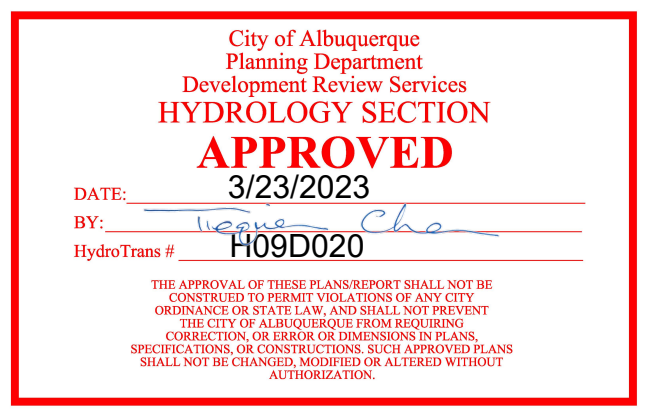 City of Albuquerque
Planning Department
Development Review Services
HYDROLOGY SECTION
APPROVED
DATE: 3/23/2023
BY:
HydroTrans # H09D020
THE APPROVAL OF THESE PLANS/REPORT SHALL NOT BE
CONSTRUED TO PERMIT VIOLATIONS OF ANY CITY
ORDINANCE OR STATE LAW, AND SHALL NOT PREVENT
THE CITY OF ALBUQUERQUE FROM REQUIRING
CORRECTION, OR ERROR OR DIMENSIONS IN PLANS,
SPECIFICATIONS, OR CONSTRUCTIONS. SUCH APPROVED PLANS
SHALL NOT BE CHANGED, MODIFIED OR ALTERED WITHOUT
AUTHORIZATION.